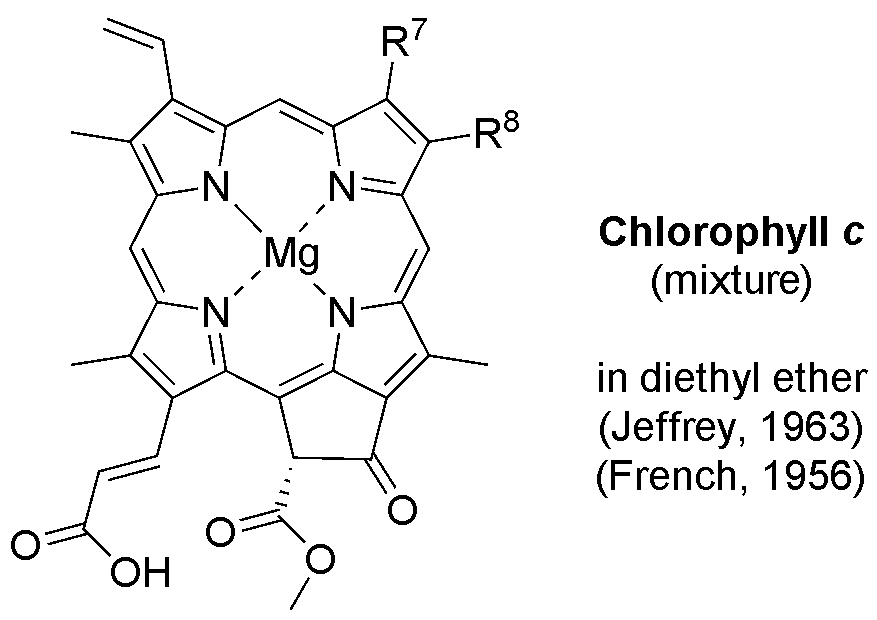 R⁷
R⁸
N N
Mg
N N
Chlorophyll c
(mixture)
in diethyl ether
(Jeffrey, 1963)
(French, 1956)
O
OH
O
O
O